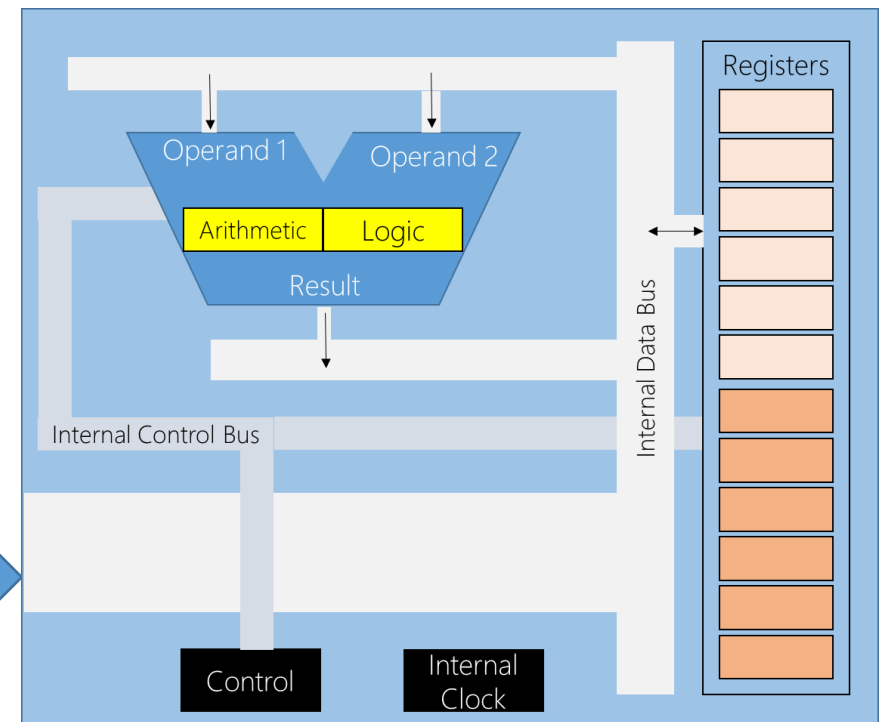 Registers
Operand 1
Operand 2
Arithmetic
Logic
Result
Internal Data Bus
Internal Control Bus
Control
Internal
Clock